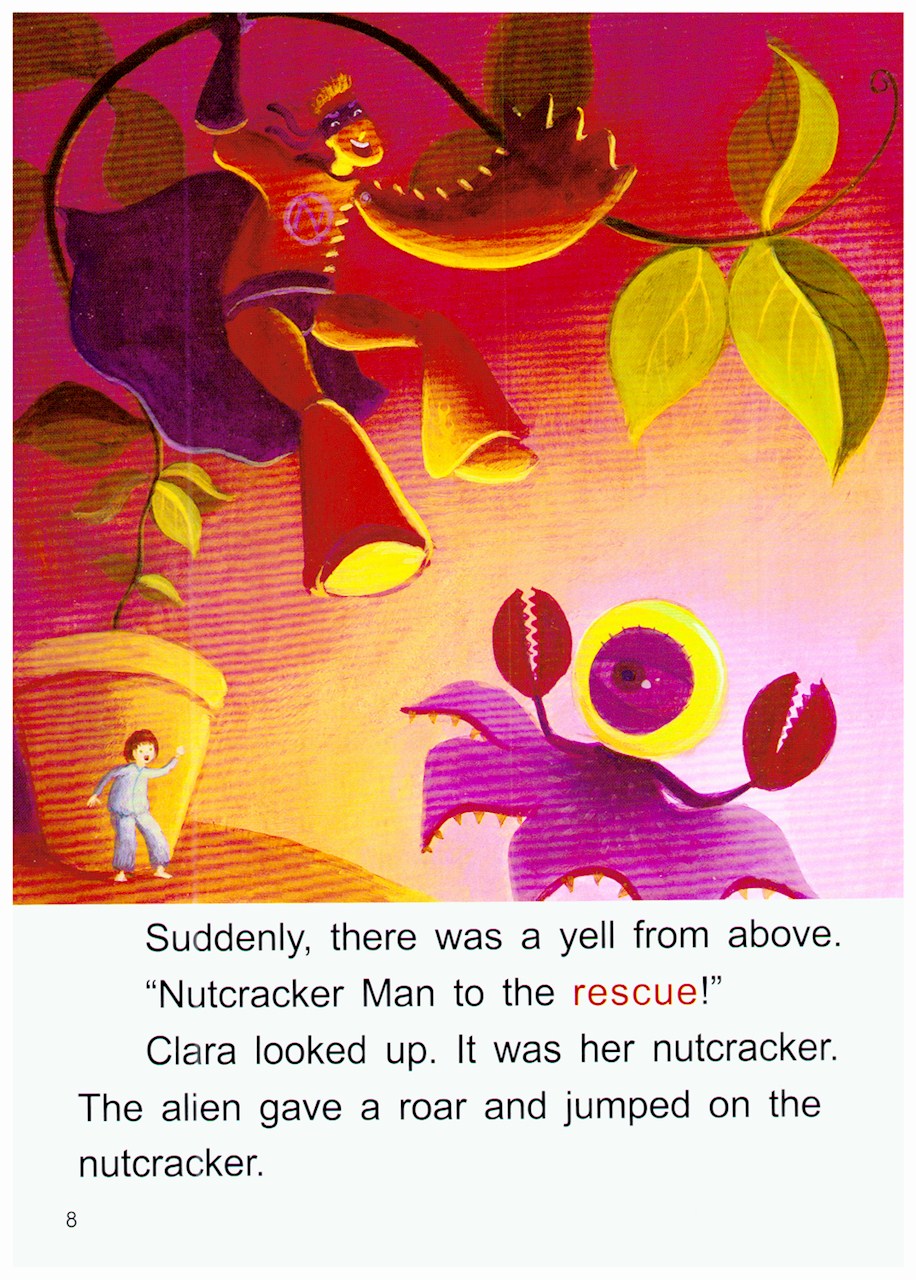 Suddenly, there was a yell from above.
“Nutcracker Man to the rescue!”
Clara looked up. It was her nutcracker.
The alien gave a roar and jumped on the
nutcracker.
8